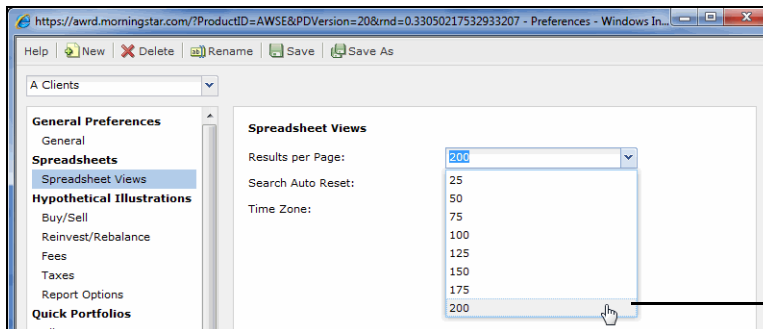 https://awrd.morningstar.com/?ProductID=AWSE&PDVersion=20&rnd=0.33050217532933207 - Preferences - Windows In...
Help New Delete Rename Save Save As
A Clients
General Preferences
General
Spreadsheets
Spreadsheet Views
Hypothetical Illustrations
Buy/Sell
Reinvest/Rebalance
Fees
Taxes
Report Options
Quick Portfolios
Spreadsheet Views
Results per Page: 200
Search Auto Reset:
Time Zone:
25
50
75
100
125
150
175
200